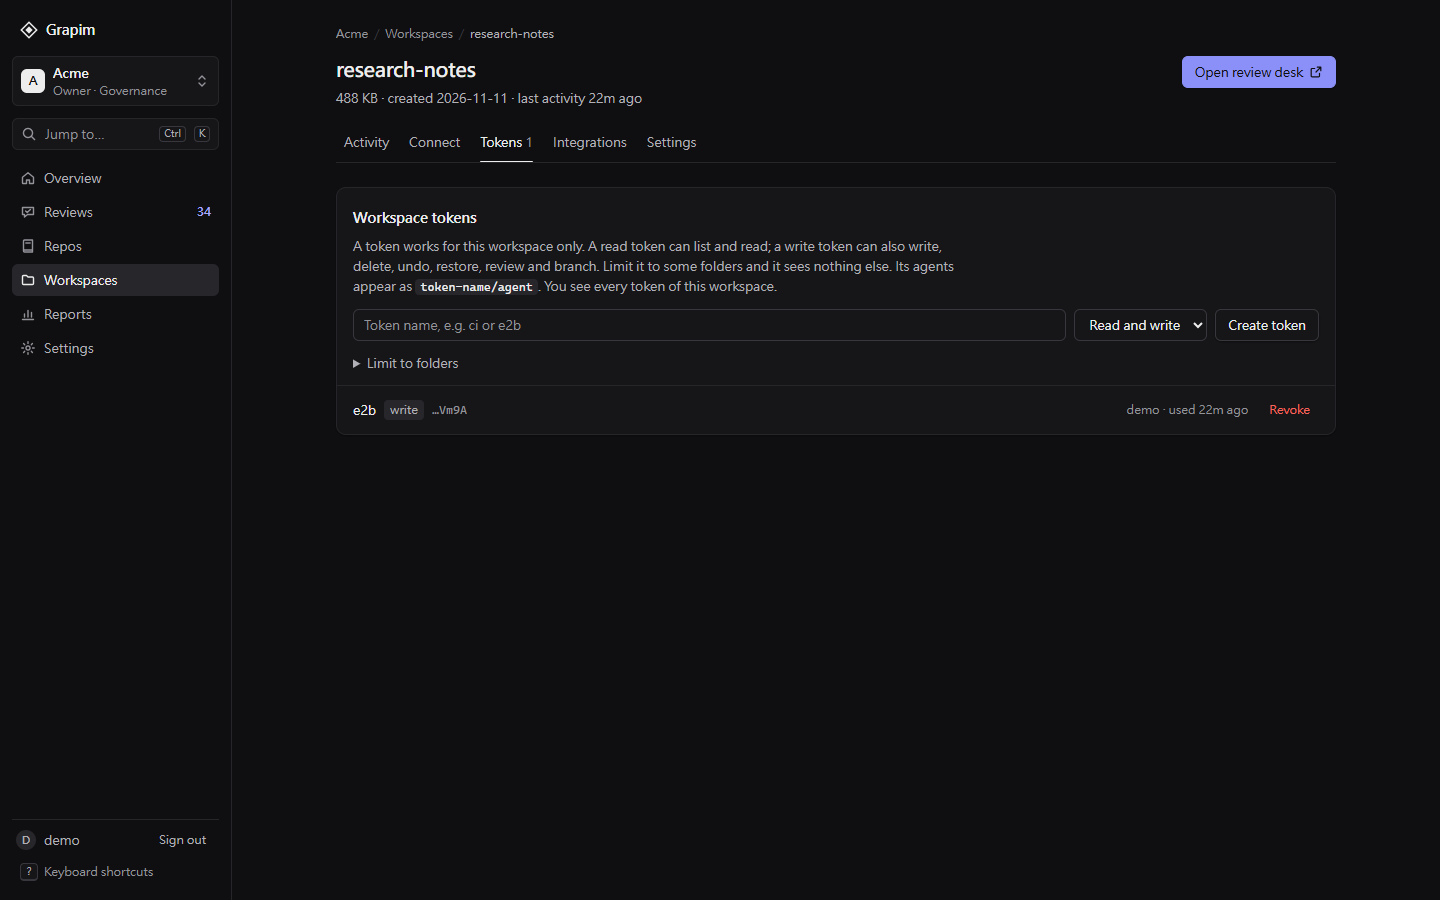 Grapim
A
Acme
Owner · Governance
Jump to...
Ctrl
K
Overview
Reviews
34
Repos
Workspaces
Reports
Settings
D
demo
Sign out
?
Keyboard shortcuts
Acme / Workspaces / research-notes
research-notes
488 KB · created 2026-11-11 · last activity 22m ago
Open review desk
Activity
Connect
Tokens 1
Integrations
Settings
Workspace tokens
A token works for this workspace only. A read token can list and read; a write token can also write,
delete, undo, restore, review and branch. Limit it to some folders and it sees nothing else. Its agents
appear as token-name/agent. You see every token of this workspace.
Token name, e.g. ci or e2b
Read and write
Create token
Limit to folders
e2b
write
…Vm9A
demo · used 22m ago
Revoke